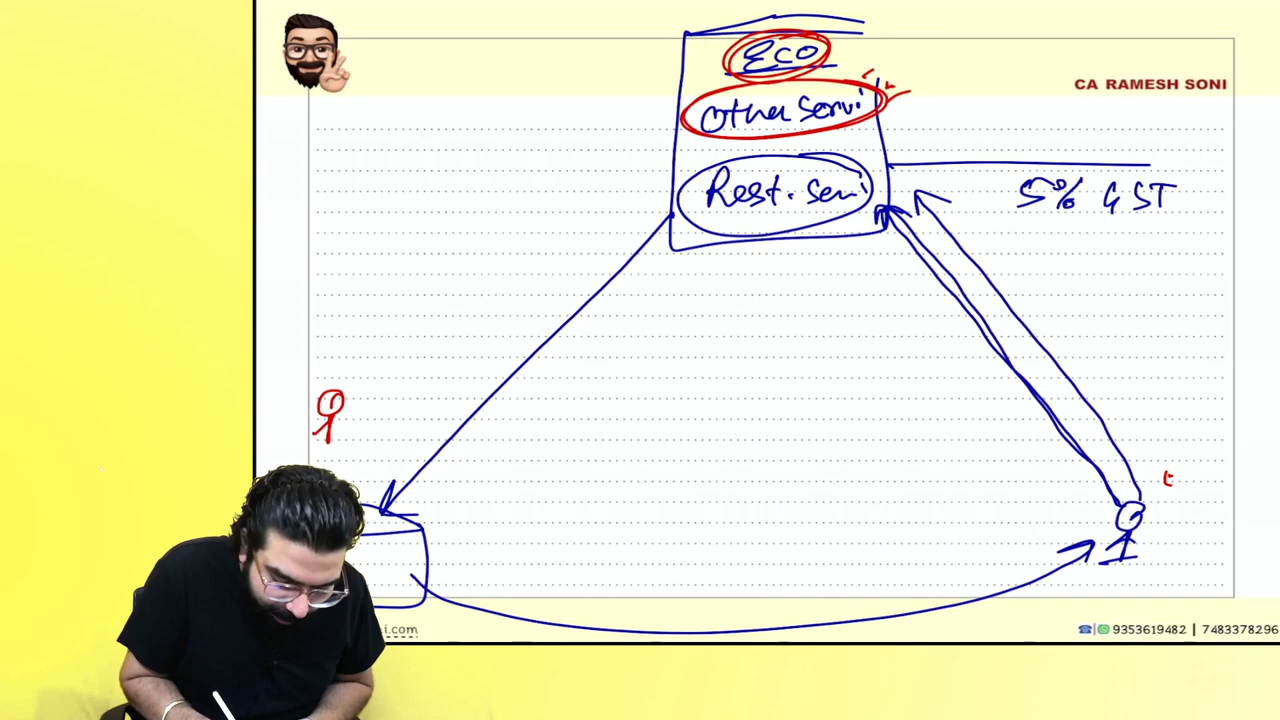 ECO
CA RAMESH SONI
Other Servi
Rest. Servi
5% GST
i.com
9353619482 | 7483378296